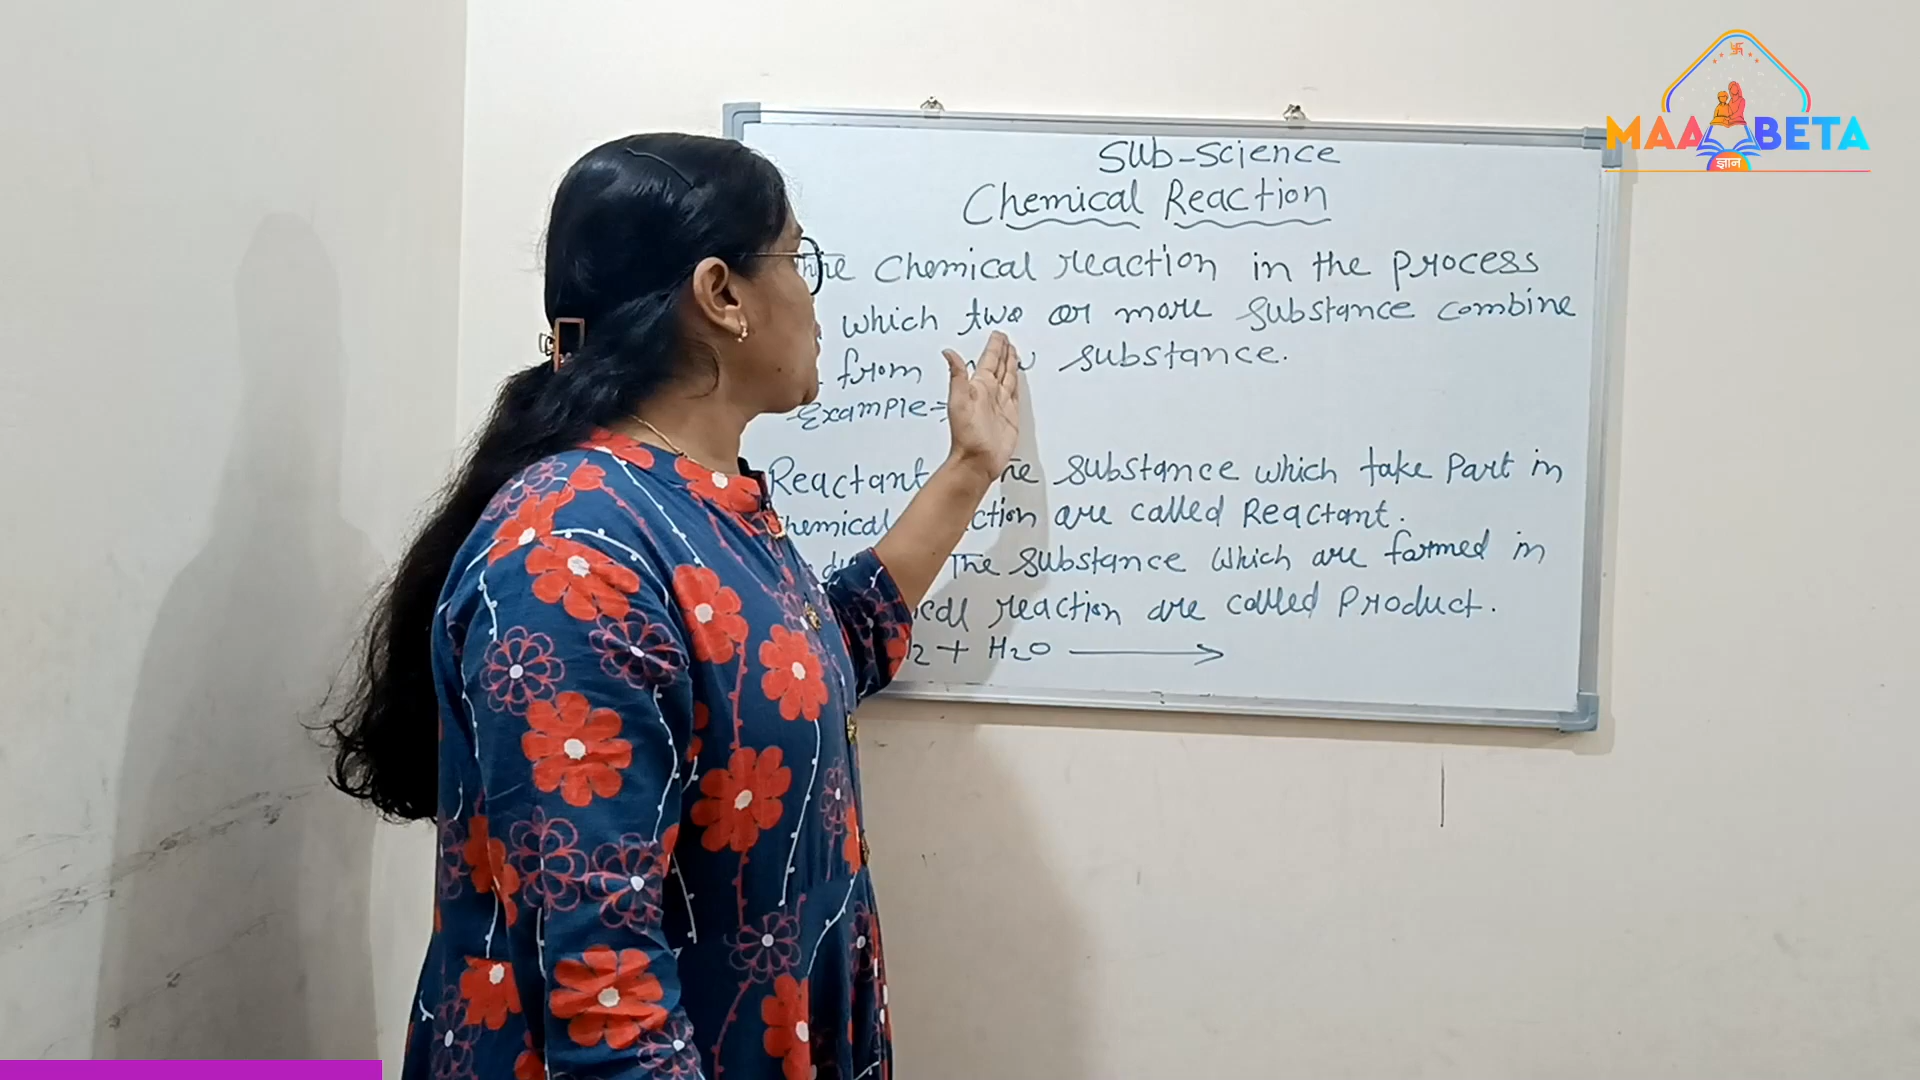 MAA BETA
ज्ञान
Sub-Science
Chemical Reaction
Chemical reaction in the process
which two or more substance combine
from substance.
Example
Reactant The substance which take part in
chemical are called Reactant.
The substance which are formed in
reaction are called product.
+ H2O ⟶